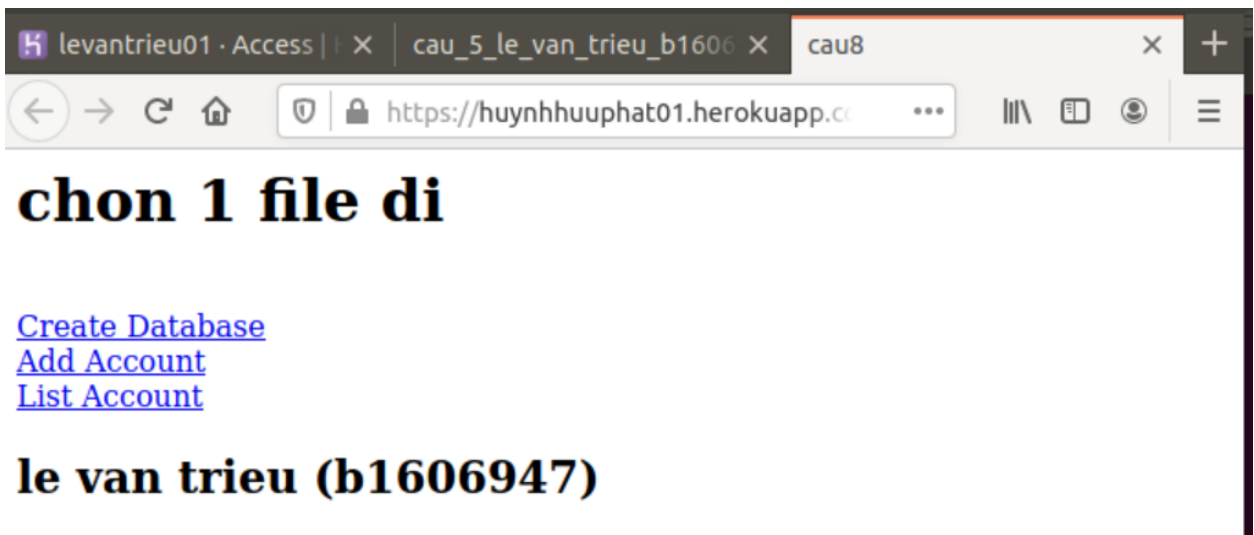 levantrieu01 · Access |
cau_5_le_van_trieu_b1606
cau8
https://huynhhuuphat01.herokuapp.c
chon 1 file di
Create Database
Add Account
List Account
le van trieu (b1606947)